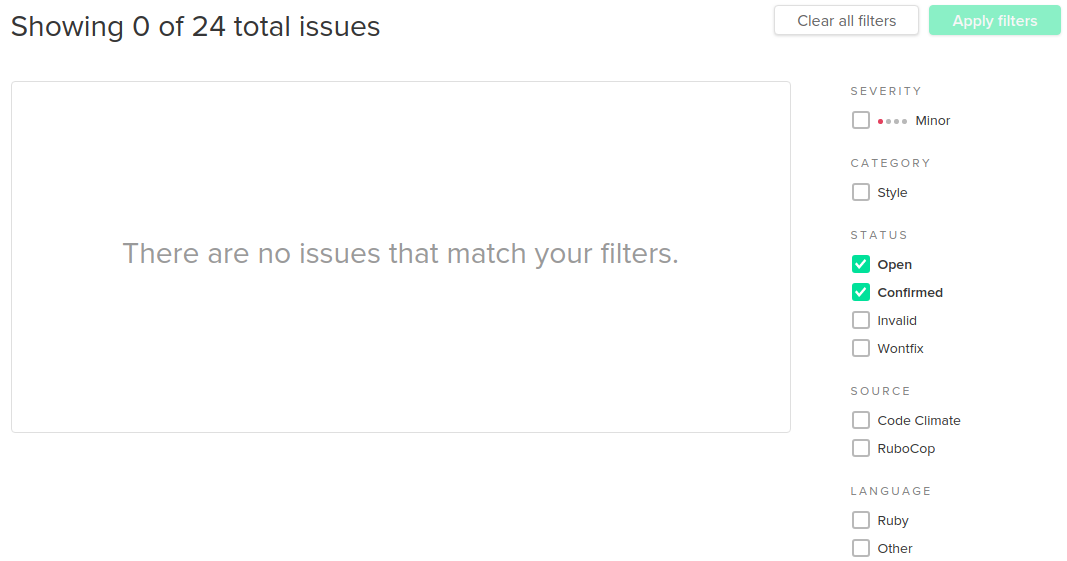 Showing 0 of 24 total issues
Clear all filters
Apply filters
There are no issues that match your filters.
SEVERITY
Minor
CATEGORY
Style
STATUS
Open
Confirmed
Invalid
Wontfix
SOURCE
Code Climate
RuboCop
LANGUAGE
Ruby
Other